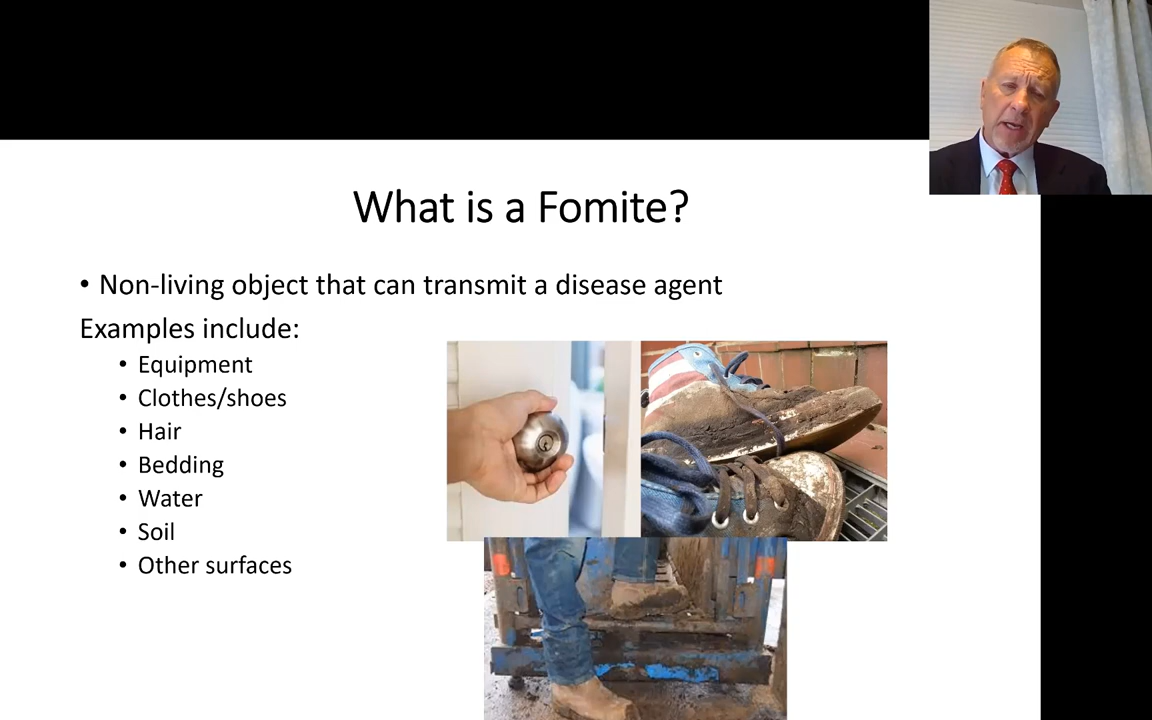 What is a Fomite?
• Non-living object that can transmit a disease agent
Examples include:
• Equipment
• Clothes/shoes
• Hair
• Bedding
• Water
• Soil
• Other surfaces